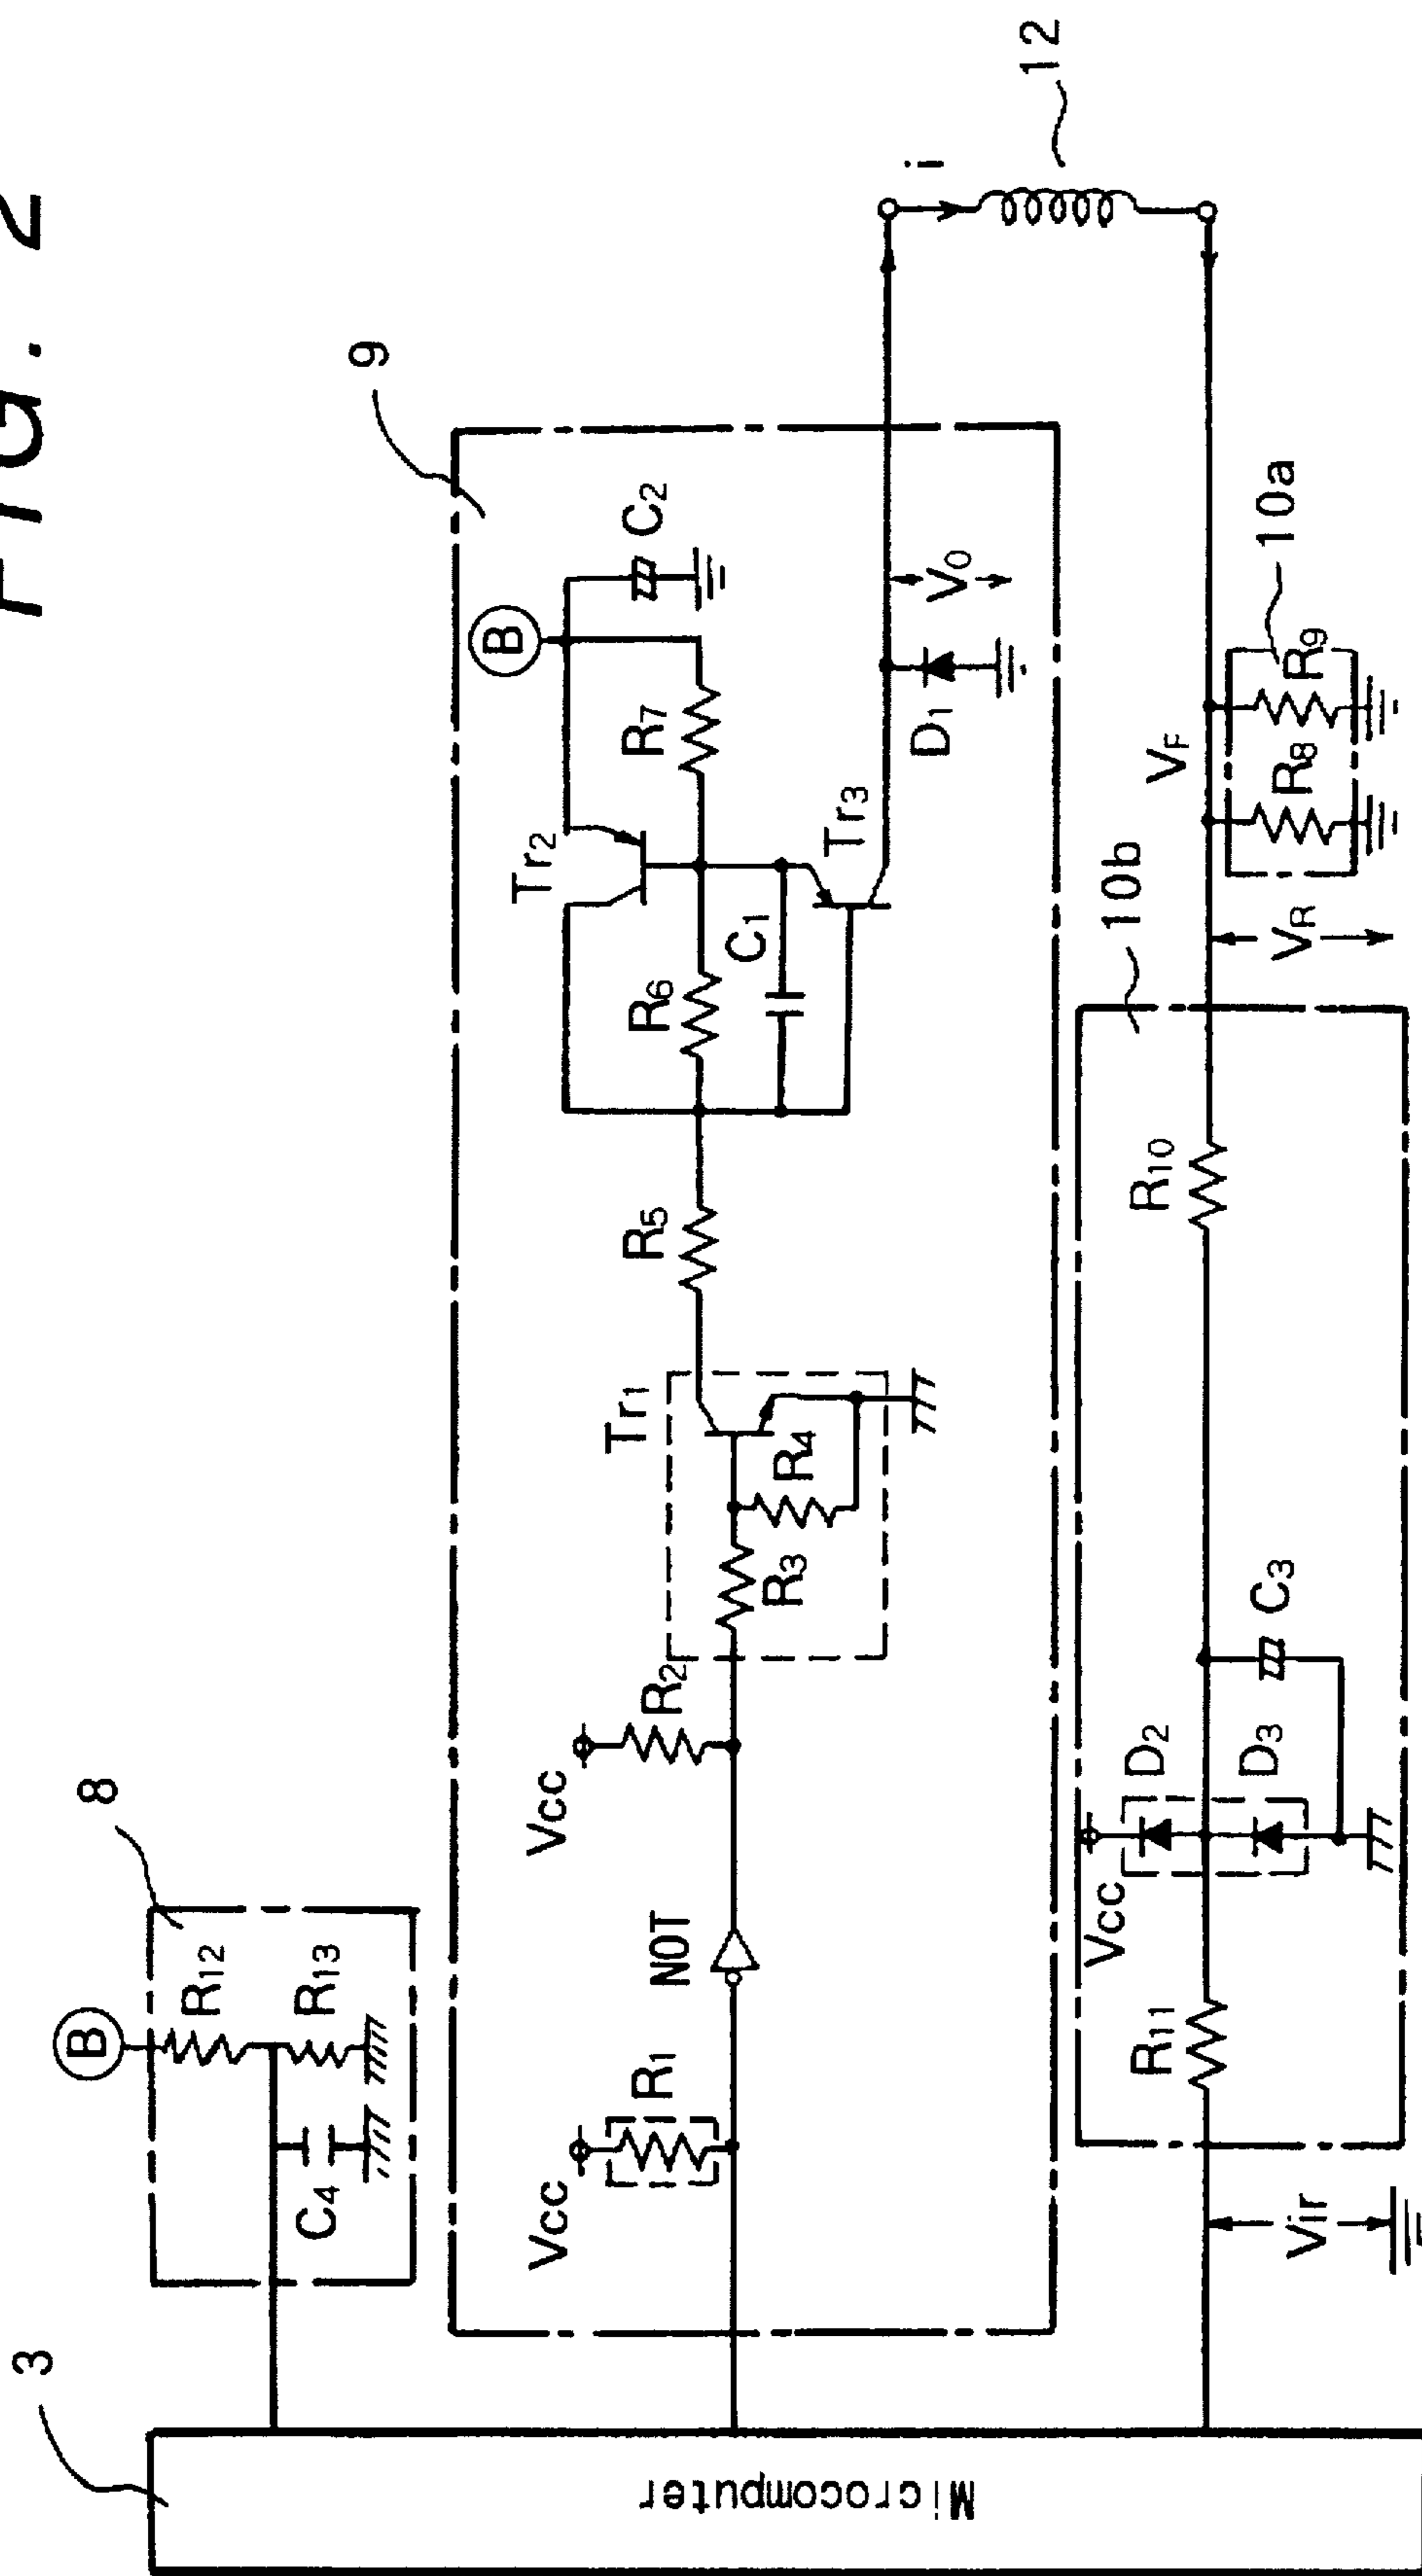 FIG. 2
3
8
B
R12
R13
C4
9
Vcc
R1
NOT
Vcc
R2
R3
R4
Tr1
R5
R6
C1
Tr2
R7
B
C2
Tr3
D1
V0
i
12
Microcomputer
10b
Vir
R11
Vcc
D2
D3
C3
R10
VR
VF
R8
R9
10a